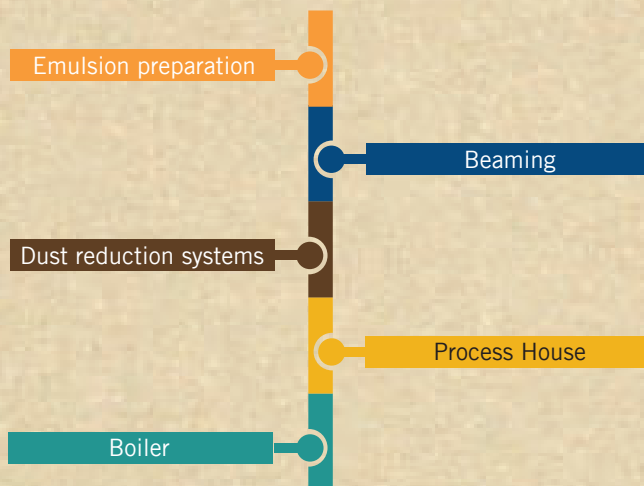 Emulsion preparation
Beaming
Dust reduction systems
Process House
Boiler